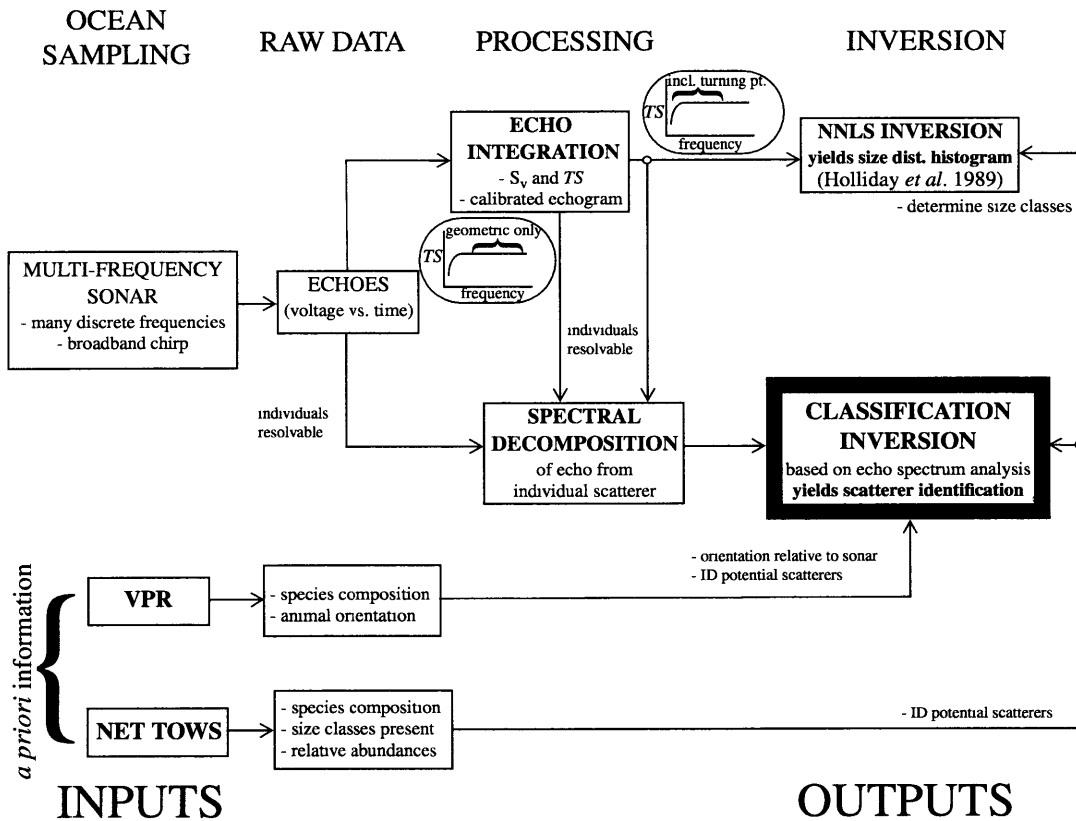 OCEAN
SAMPLING
RAW DATA
PROCESSING
INVERSION
incl. turning pt.
TS
frequency
ECHO
INTEGRATION
- Sv and TS
- calibrated echogram
NNLS INVERSION
yields size dist. histogram
(Holliday et al. 1989)
- determine size classes
geometric only
TS
frequency
MULTI-FREQUENCY
SONAR
- many discrete frequencies
- broadband chirp
ECHOES
(voltage vs. time)
individuals
resolvable
individuals
resolvable
SPECTRAL
DECOMPOSITION
of echo from
individual scatterer
CLASSIFICATION
INVERSION
based on echo spectrum analysis
yields scatterer identification
- orientation relative to sonar
- ID potential scatterers
a priori information
VPR
- species composition
- animal orientation
NET TOWS
- species composition
- size classes present
- relative abundances
- ID potential scatterers
INPUTS
OUTPUTS